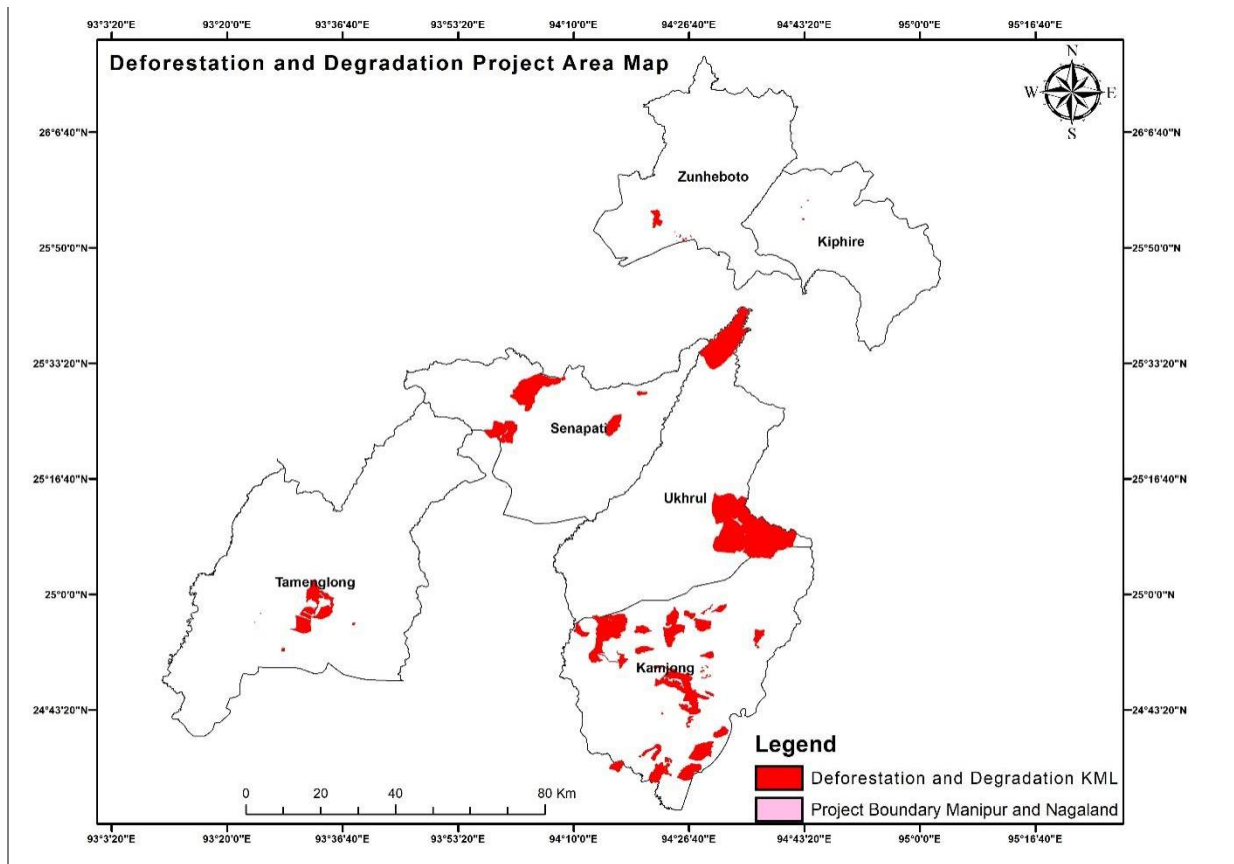 93°3'20"E 93°20'0"E 93°36'40"E 93°53'20"E 94°10'0"E 94°26'40"E 94°43'20"E 95°0'0"E 95°16'40"E
Deforestation and Degradation Project Area Map
N
W E
S
26°6'40"N 26°6'40"N
Zunheboto
Kiphire
25°50'0"N 25°50'0"N
25°33'20"N 25°33'20"N
Senapati
25°16'40"N 25°16'40"N
Ukhrul
Tamenglong
25°0'0"N 25°0'0"N
Kamjong
24°43'20"N 24°43'20"N
Legend
Deforestation and Degradation KML
Project Boundary Manipur and Nagaland
0 20 40 60 80 Km
93°3'20"E 93°20'0"E 93°36'40"E 93°53'20"E 94°10'0"E 94°26'40"E 94°43'20"E 95°0'0"E 95°16'40"E